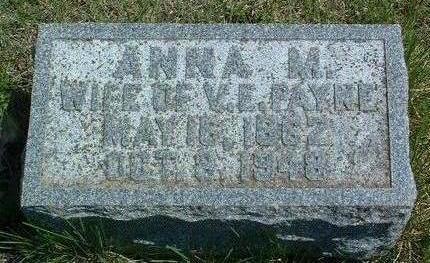 ANNA M.
WIFE OF V.E. PAYNE
MAY 16, 1862
OCT. 8, 1948